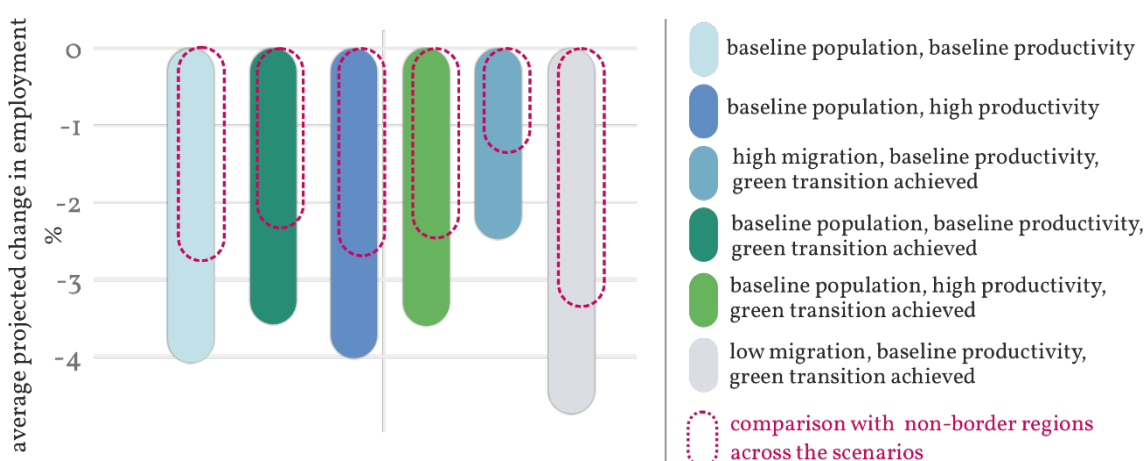 average projected change in employment
%
0
-1
-2
-3
-4
baseline population, baseline productivity
baseline population, high productivity
high migration, baseline productivity,
green transition achieved
baseline population, baseline productivity,
green transition achieved
baseline population, high productivity,
green transition achieved
low migration, baseline productivity,
green transition achieved
comparison with non-border regions
across the scenarios